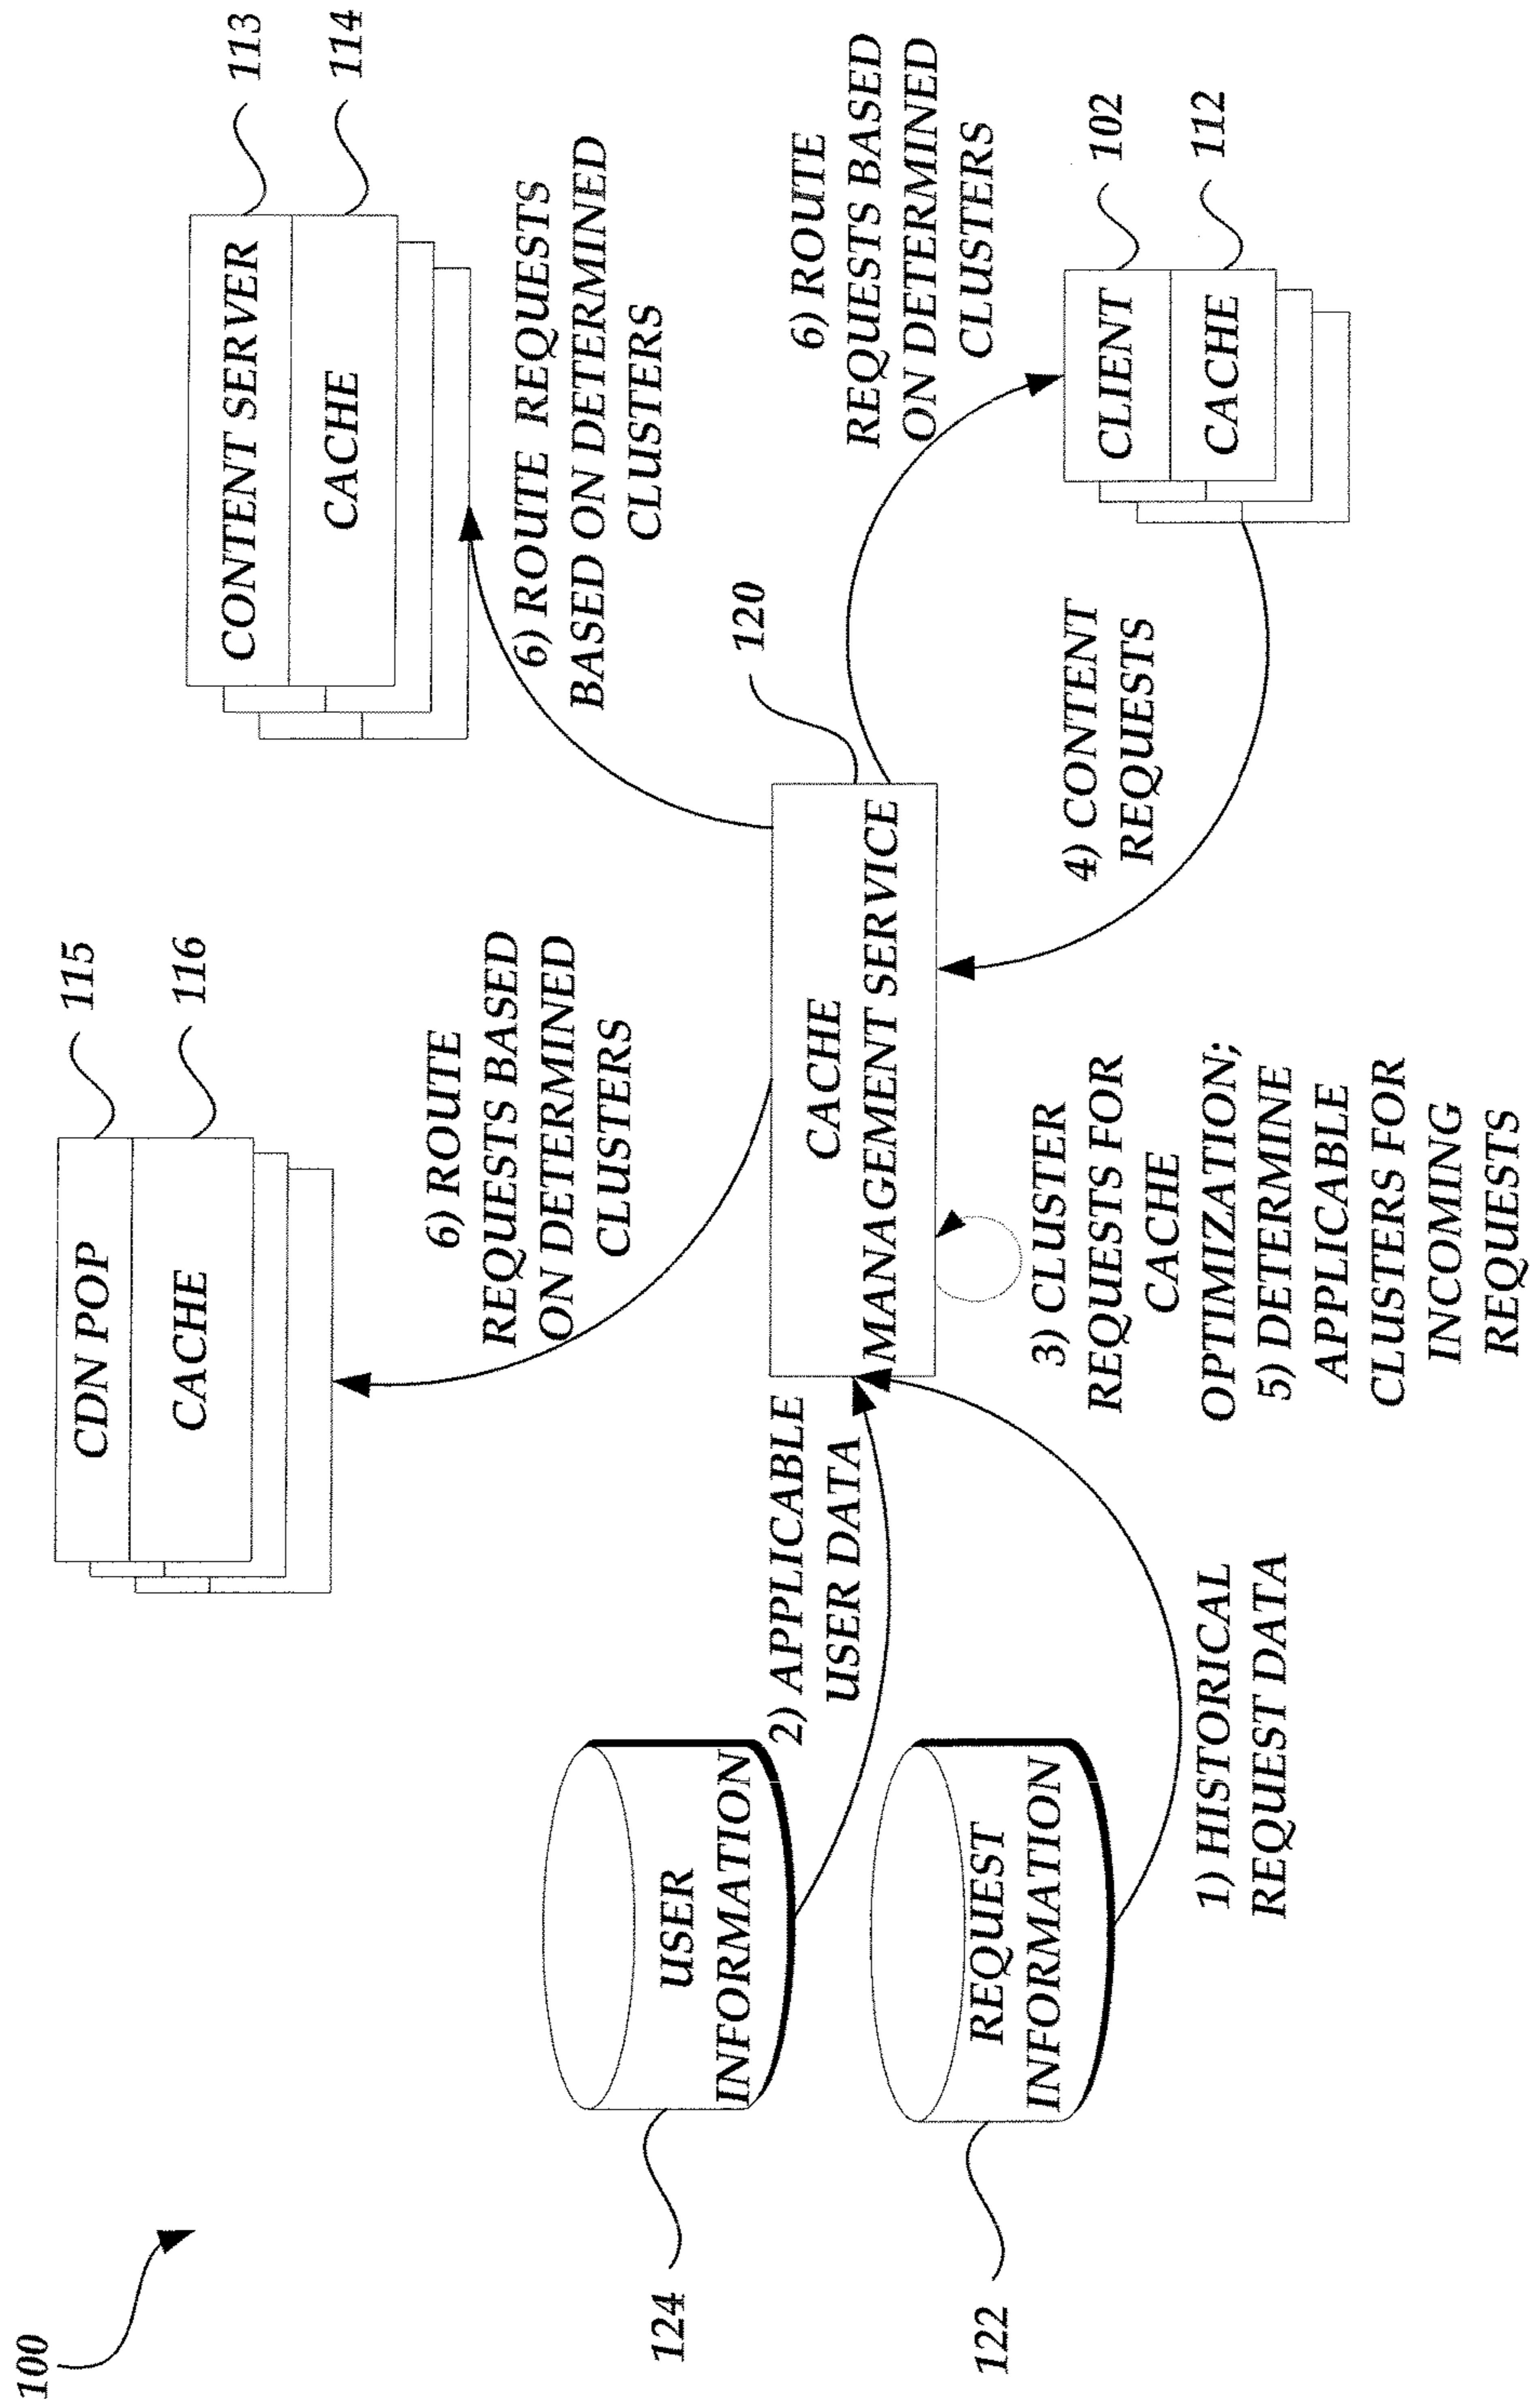 100
115
CDN POP
116
CACHE
113
CONTENT SERVER
114
CACHE
6) ROUTE
REQUESTS BASED
ON DETERMINED
CLUSTERS
6) ROUTE REQUESTS
BASED ON DETERMINED
CLUSTERS
124
USER
INFORMATION
2) APPLICABLE
USER DATA
120
CACHE
MANAGEMENT SERVICE
6) ROUTE
REQUESTS BASED
ON DETERMINED
CLUSTERS
122
REQUEST
INFORMATION
1) HISTORICAL
REQUEST DATA
3) CLUSTER
REQUESTS FOR
CACHE
OPTIMIZATION;
5) DETERMINE
APPLICABLE
CLUSTERS FOR
INCOMING
REQUESTS
4) CONTENT
REQUESTS
102
CLIENT
112
CACHE